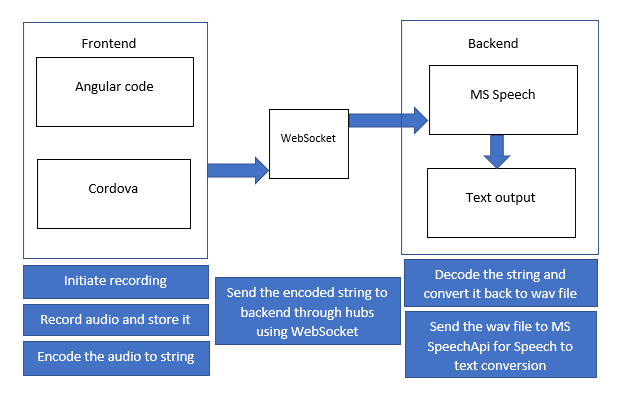 Frontend
Angular code
Cordova
Initiate recording
Record audio and store it
Encode the audio to string
WebSocket
Send the encoded string to
backend through hubs
using WebSocket
Backend
MS Speech
Text output
Decode the string and
convert it back to wav file
Send the wav file to MS
SpeechApi for Speech to
text conversion